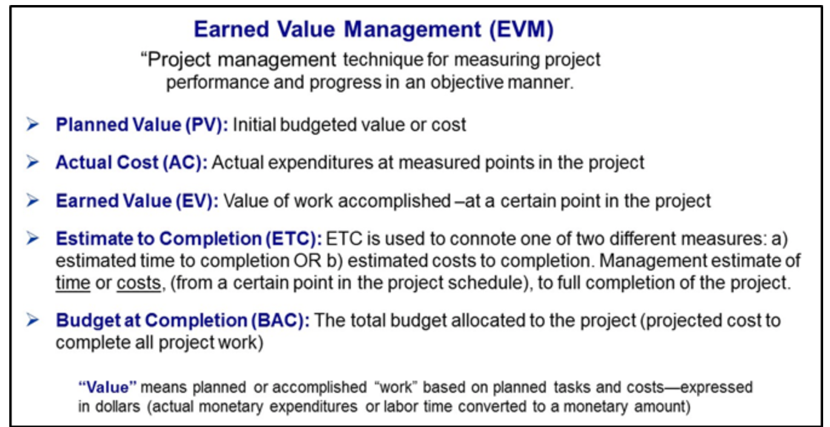 Earned Value Management (EVM)
“Project management technique for measuring project
performance and progress in an objective manner.
➢ Planned Value (PV): Initial budgeted value or cost
➢ Actual Cost (AC): Actual expenditures at measured points in the project
➢ Earned Value (EV): Value of work accomplished –at a certain point in the project
➢ Estimate to Completion (ETC): ETC is used to connote one of two different measures: a)
estimated time to completion OR b) estimated costs to completion. Management estimate of
time or costs, (from a certain point in the project schedule), to full completion of the project.
➢ Budget at Completion (BAC): The total budget allocated to the project (projected cost to
complete all project work)
“Value” means planned or accomplished “work” based on planned tasks and costs—expressed
in dollars (actual monetary expenditures or labor time converted to a monetary amount)